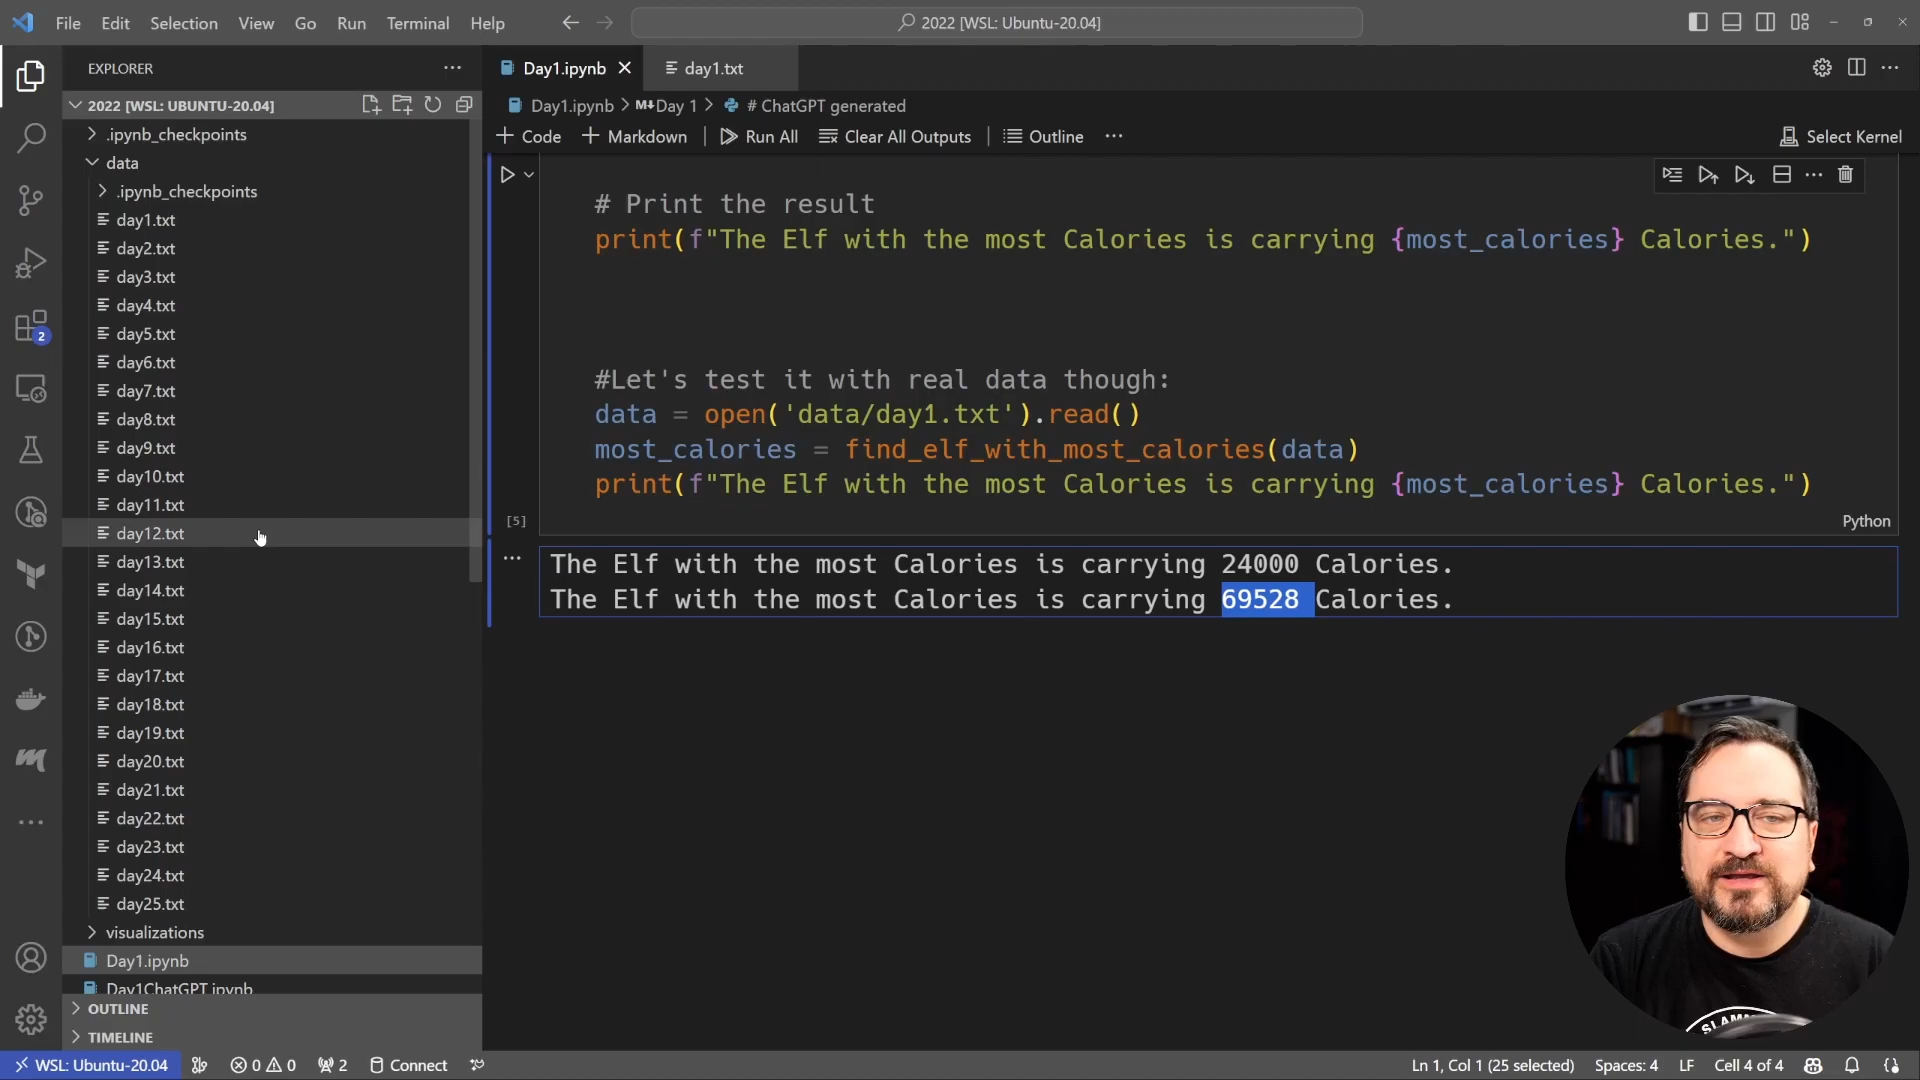 File Edit Selection View Go Run Terminal Help
2022 [WSL: Ubuntu-20.04]
EXPLORER
2022 [WSL: UBUNTU-20.04]
.ipynb_checkpoints
data
.ipynb_checkpoints
day1.txt
day2.txt
day3.txt
day4.txt
day5.txt
day6.txt
day7.txt
day8.txt
day9.txt
day10.txt
day11.txt
day12.txt
day13.txt
day14.txt
day15.txt
day16.txt
day17.txt
day18.txt
day19.txt
day20.txt
day21.txt
day22.txt
day23.txt
day24.txt
day25.txt
visualizations
Day1.ipynb
Day1ChatGPT.ipynb
OUTLINE
TIMELINE
2
Day1.ipynb day1.txt
Day1.ipynb > M↓ Day 1 > # ChatGPT generated
+ Code + Markdown Run All Clear All Outputs Outline ... Select Kernel
# Print the result
print(f"The Elf with the most Calories is carrying {most_calories} Calories.")
#Let's test it with real data though:
data = open('data/day1.txt').read()
most_calories = find_elf_with_most_calories(data)
print(f"The Elf with the most Calories is carrying {most_calories} Calories.")
[5] Python
The Elf with the most Calories is carrying 24000 Calories.
The Elf with the most Calories is carrying 69528 Calories.
WSL: Ubuntu-20.04 0 0 2 Connect Ln 1, Col 1 (25 selected) Spaces: 4 LF Cell 4 of 4